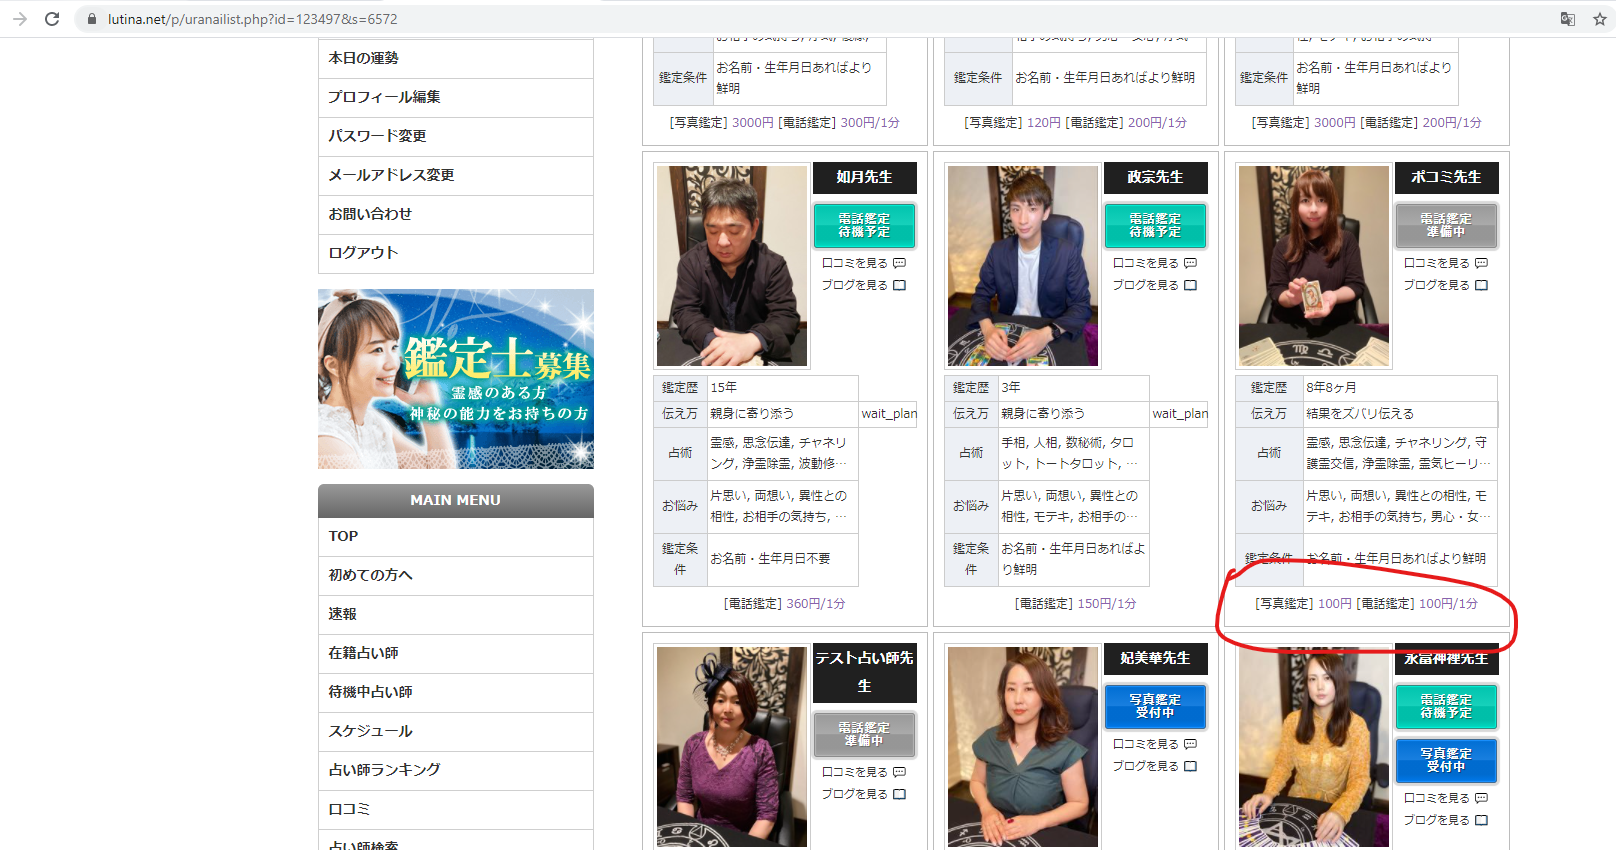 lutina.net/p/uranailist.php?id=123497&s=6572
本日の運勢
プロフィール編集
パスワード変更
メールアドレス変更
お問い合わせ
ログアウト
鑑定士募集
霊感のある方
神秘の能力をお持ちの方
MAIN MENU
TOP
初めての方へ
速報
在籍占い師
待機中占い師
スケジュール
占い師ランキング
口コミ
占い師検索
鑑定条件
お名前・生年月日あればより
鮮明
[写真鑑定] 3000円 [電話鑑定] 300円/1分
鑑定条件
お名前・生年月日あればより鮮明
[写真鑑定] 120円 [電話鑑定] 200円/1分
鑑定条件
お名前・生年月日あればより
鮮明
[写真鑑定] 3000円 [電話鑑定] 200円/1分
如月先生
電話鑑定
待機予定
口コミを見る
ブログを見る
鑑定歴 15年
伝え方 親身に寄り添う wait_plan
占術
霊感, 思念伝達, チャネリ
ング, 浄霊除霊, 波動修…
お悩み
片思い, 両想い, 異性との
相性, お相手の気持ち, …
鑑定条
件
お名前・生年月日不要
[電話鑑定] 360円/1分
政宗先生
電話鑑定
待機予定
口コミを見る
ブログを見る
鑑定歴 3年
伝え方 親身に寄り添う wait_plan
占術
手相, 人相, 数秘術, タロ
ット, トートタロット, …
お悩み
片思い, 両想い, 異性との
相性, モテキ, お相手の…
鑑定条
件
お名前・生年月日あればよ
り鮮明
[電話鑑定] 150円/1分
ポコミ先生
電話鑑定
準備中
口コミを見る
ブログを見る
鑑定歴 8年8ヶ月
伝え方 結果をズバリ伝える
占術
霊感, 思念伝達, チャネリング, 守
護霊交信, 浄霊除霊, 霊気ヒーリ…
お悩み
片思い, 両想い, 異性との相性, モ
テキ, お相手の気持ち, 男心・女…
鑑定条件 お名前・生年月日あればより鮮明
[写真鑑定] 100円 [電話鑑定] 100円/1分
テスト占い師先
生
電話鑑定
準備中
口コミを見る
ブログを見る
妃美華先生
写真鑑定
受付中
口コミを見る
ブログを見る
永富神裡先生
電話鑑定
待機予定
写真鑑定
受付中
口コミを見る
ブログを見る